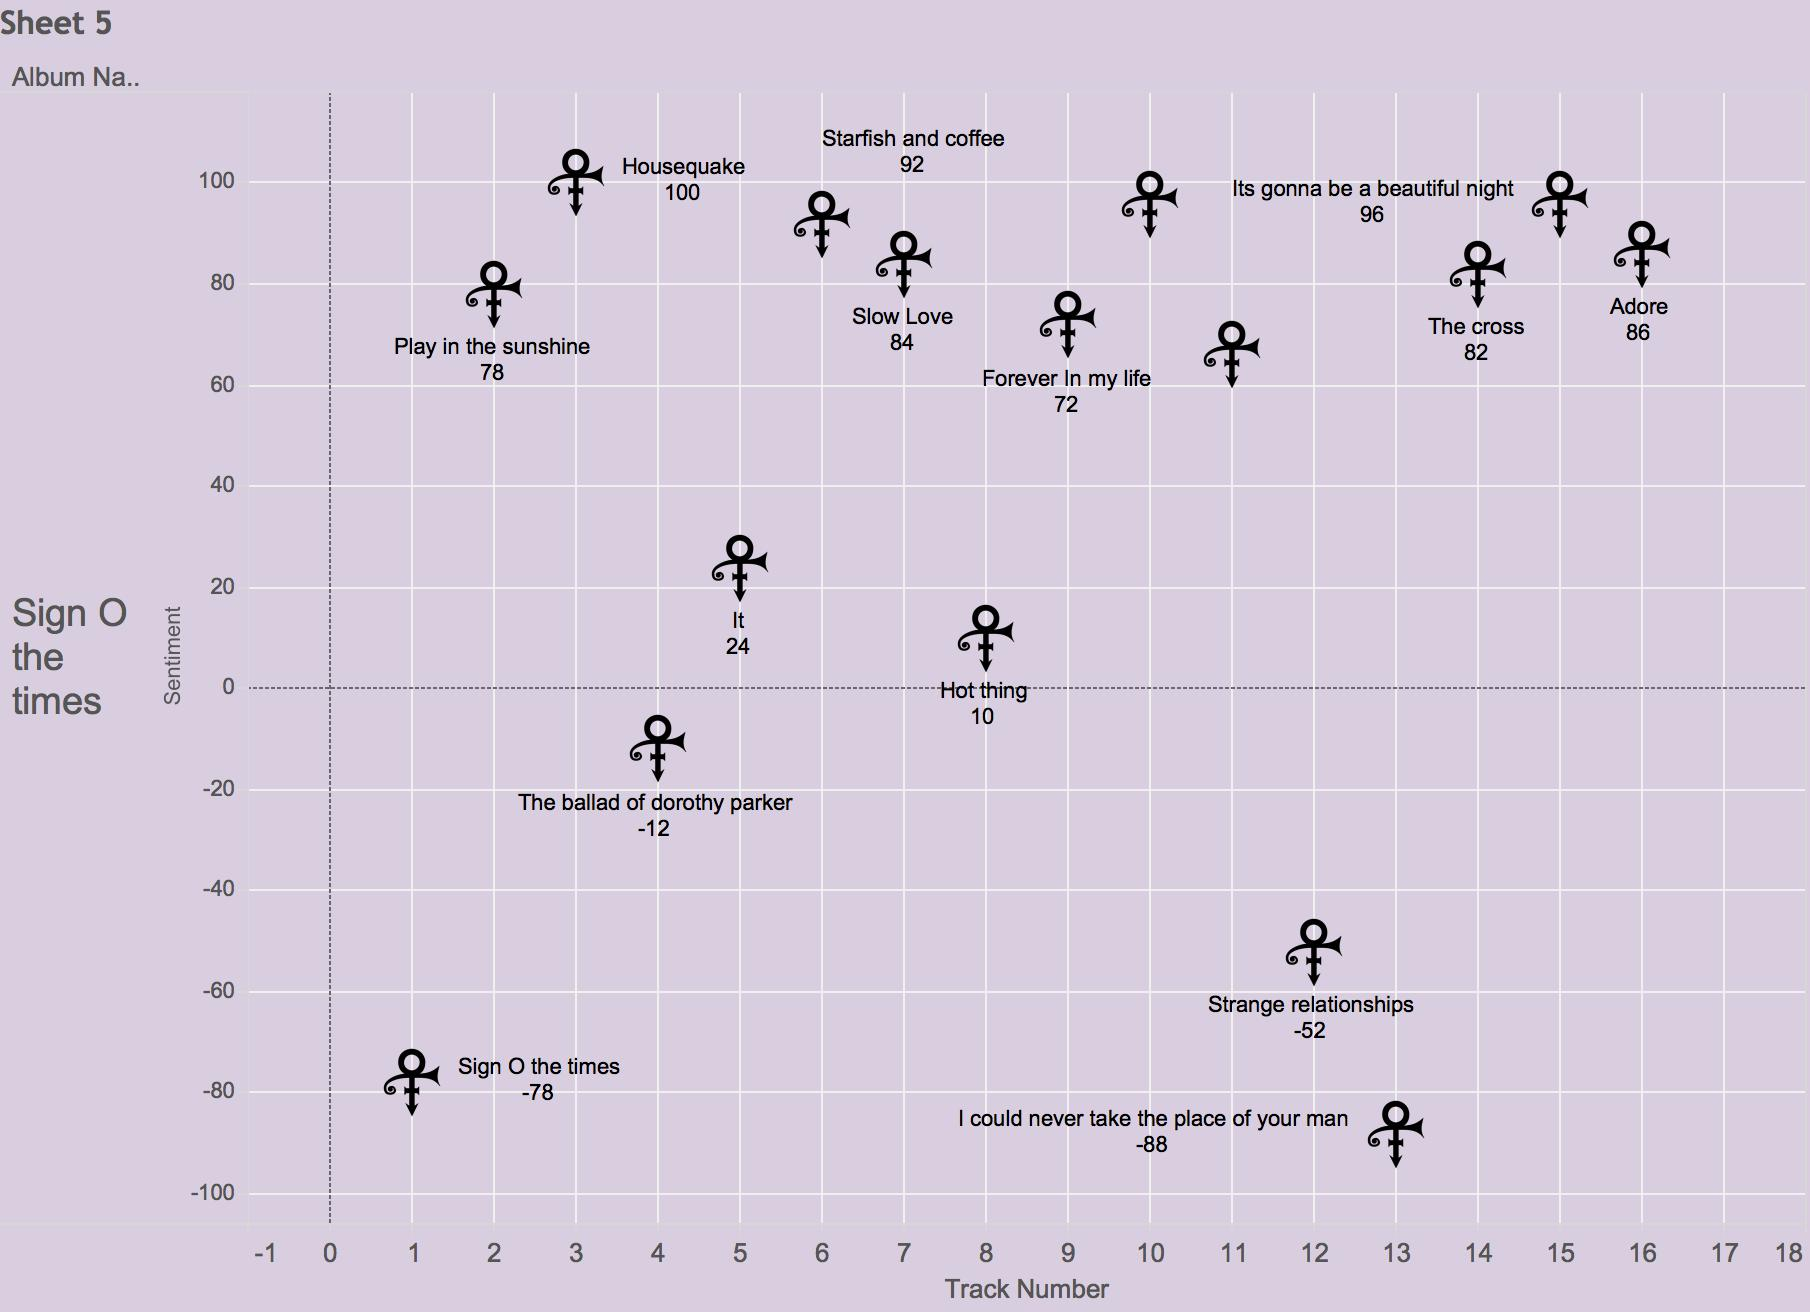 Sheet 5
Album Na..
Sign O
the
times
Sentiment
100
80
60
40
20
0
-20
-40
-60
-80
-100
Starfish and coffee
92
Housequake
100
Its gonna be a beautiful night
96
Play in the sunshine
78
Slow Love
84
Forever In my life
72
The cross
82
Adore
86
It
24
Hot thing
10
The ballad of dorothy parker
-12
Strange relationships
-52
Sign O the times
-78
I could never take the place of your man
-88
-1 0 1 2 3 4 5 6 7 8 9 10 11 12 13 14 15 16 17 18
Track Number